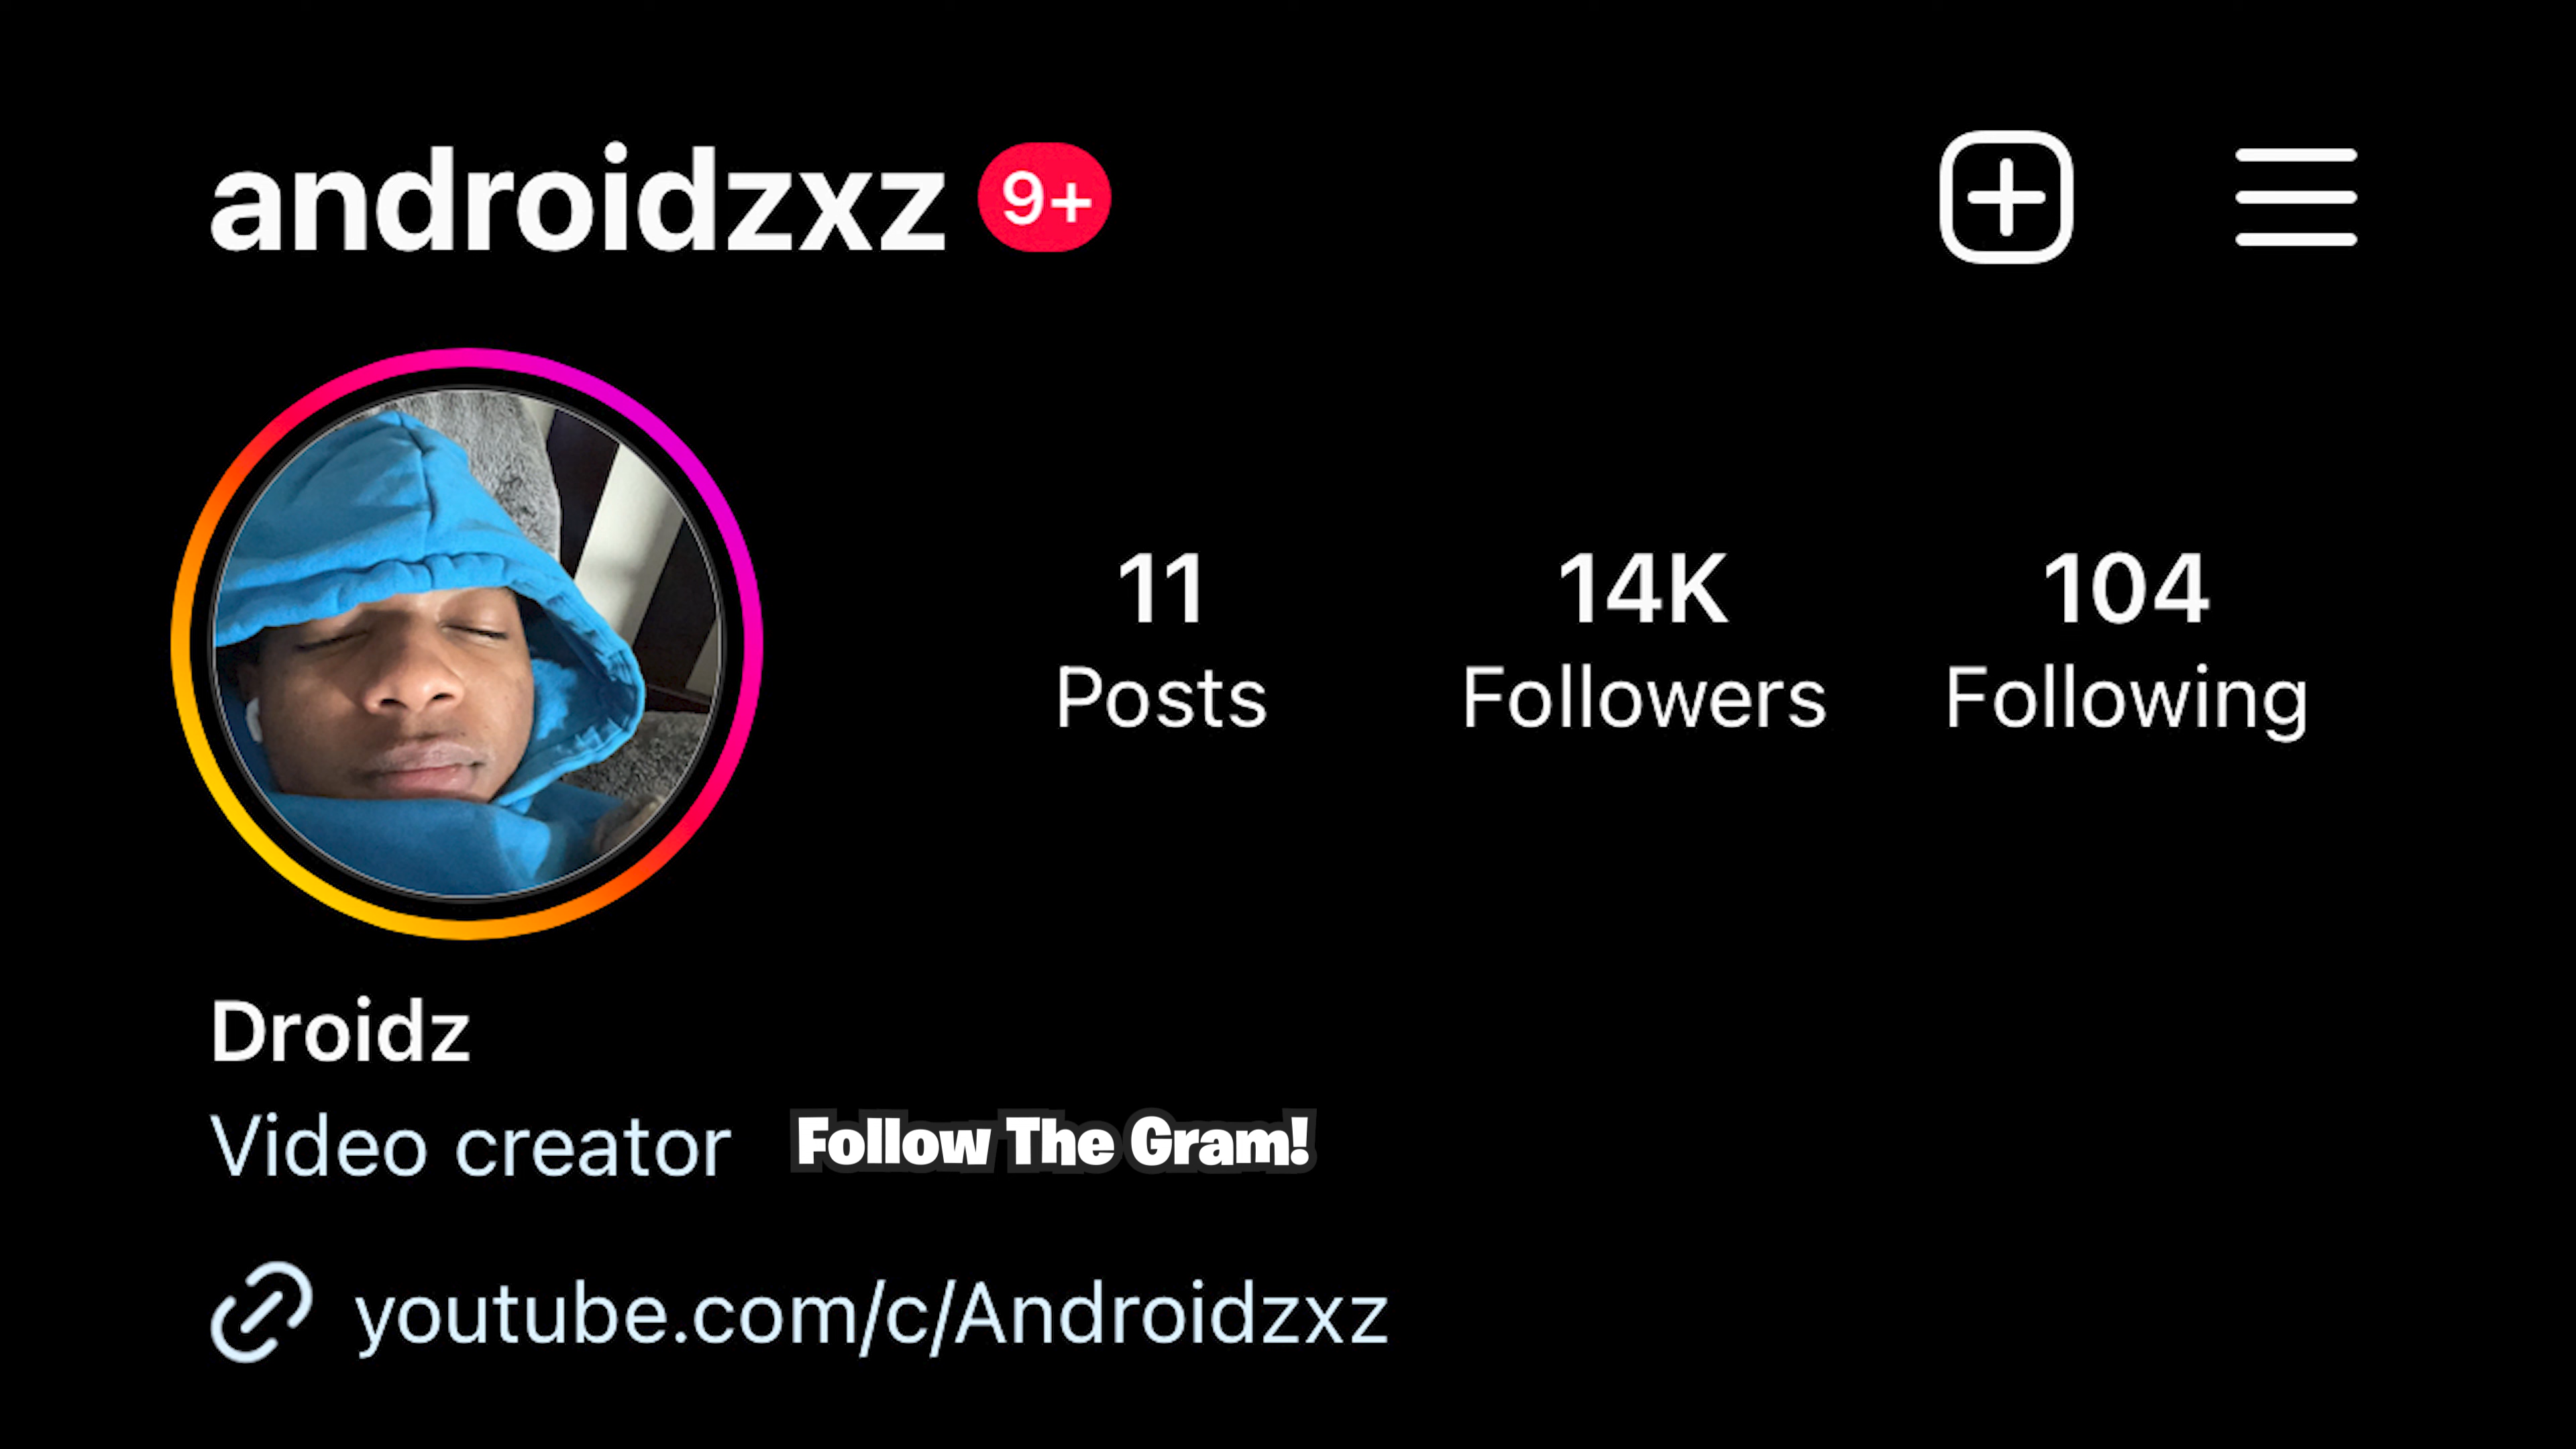 androidzxz 9+
11 14K 104
Posts Followers Following
Droidz
Video creator Follow The Gram!
youtube.com/c/Androidzxz